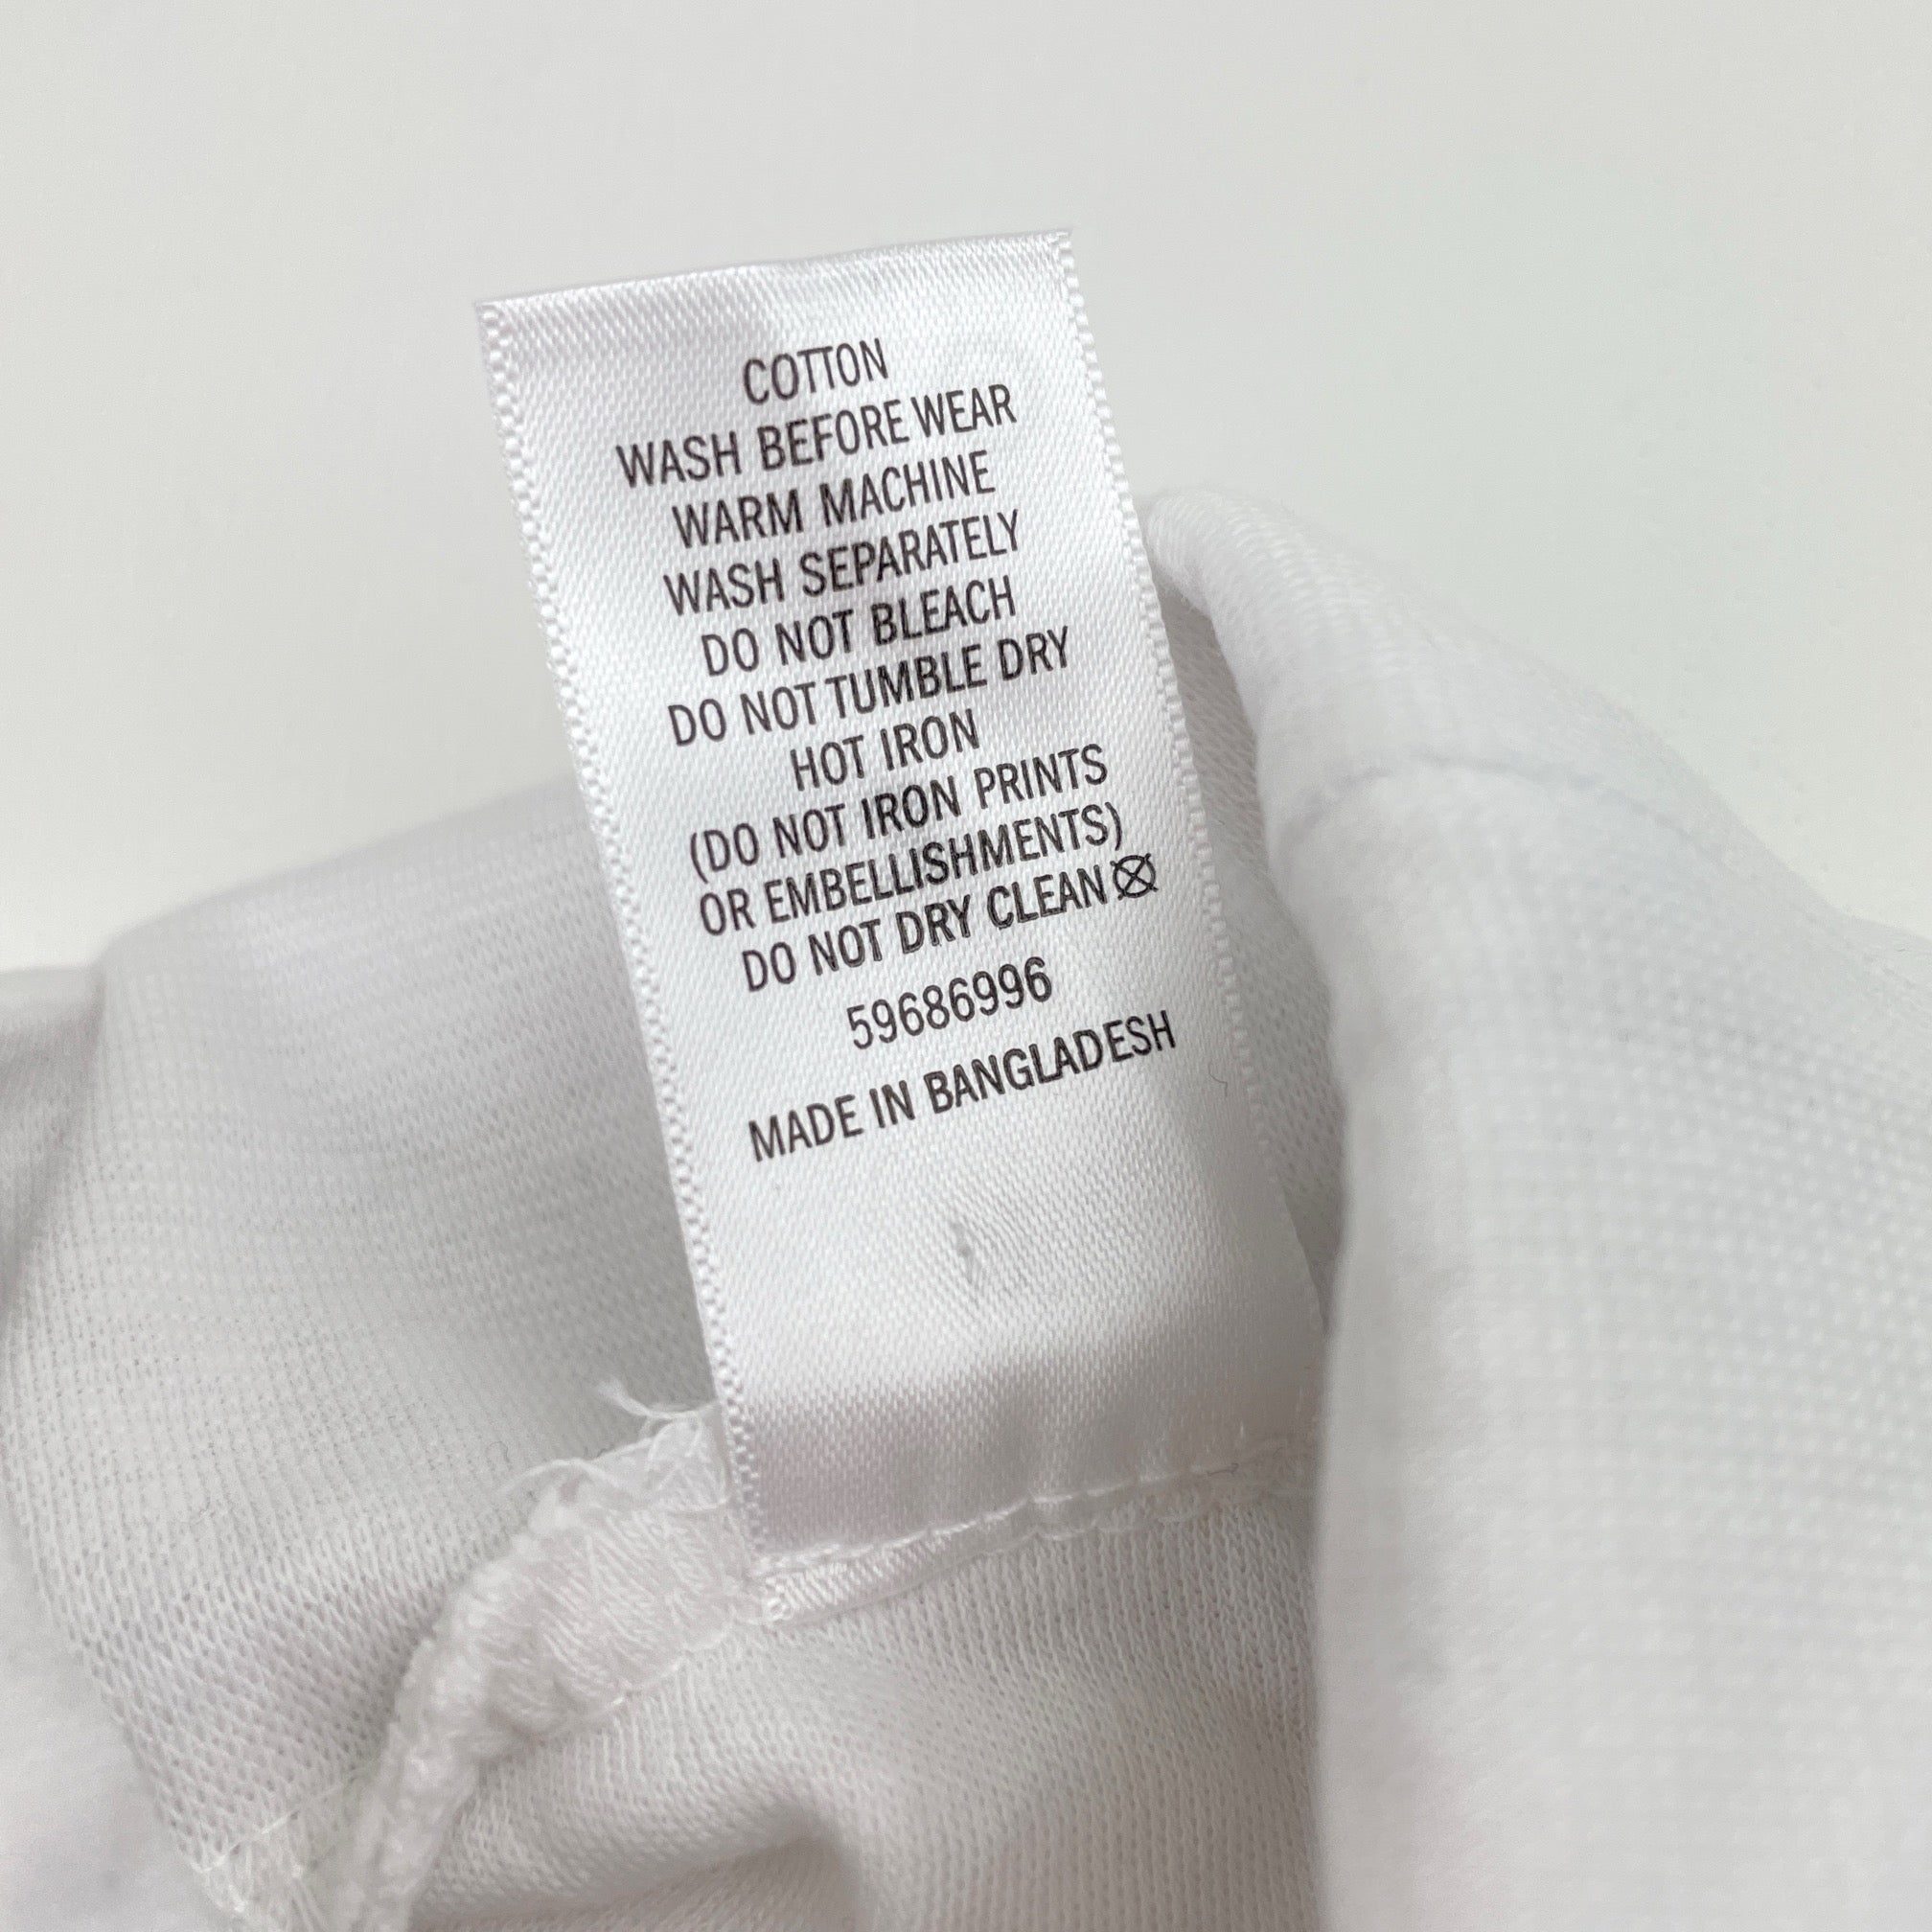 COTTON
WASH BEFORE WEAR
WARM MACHINE
WASH SEPARATELY
DO NOT BLEACH
DO NOT TUMBLE DRY
HOT IRON
(DO NOT IRON PRINTS
OR EMBELLISHMENTS)
DO NOT DRY CLEAN
59686996
MADE IN BANGLADESH